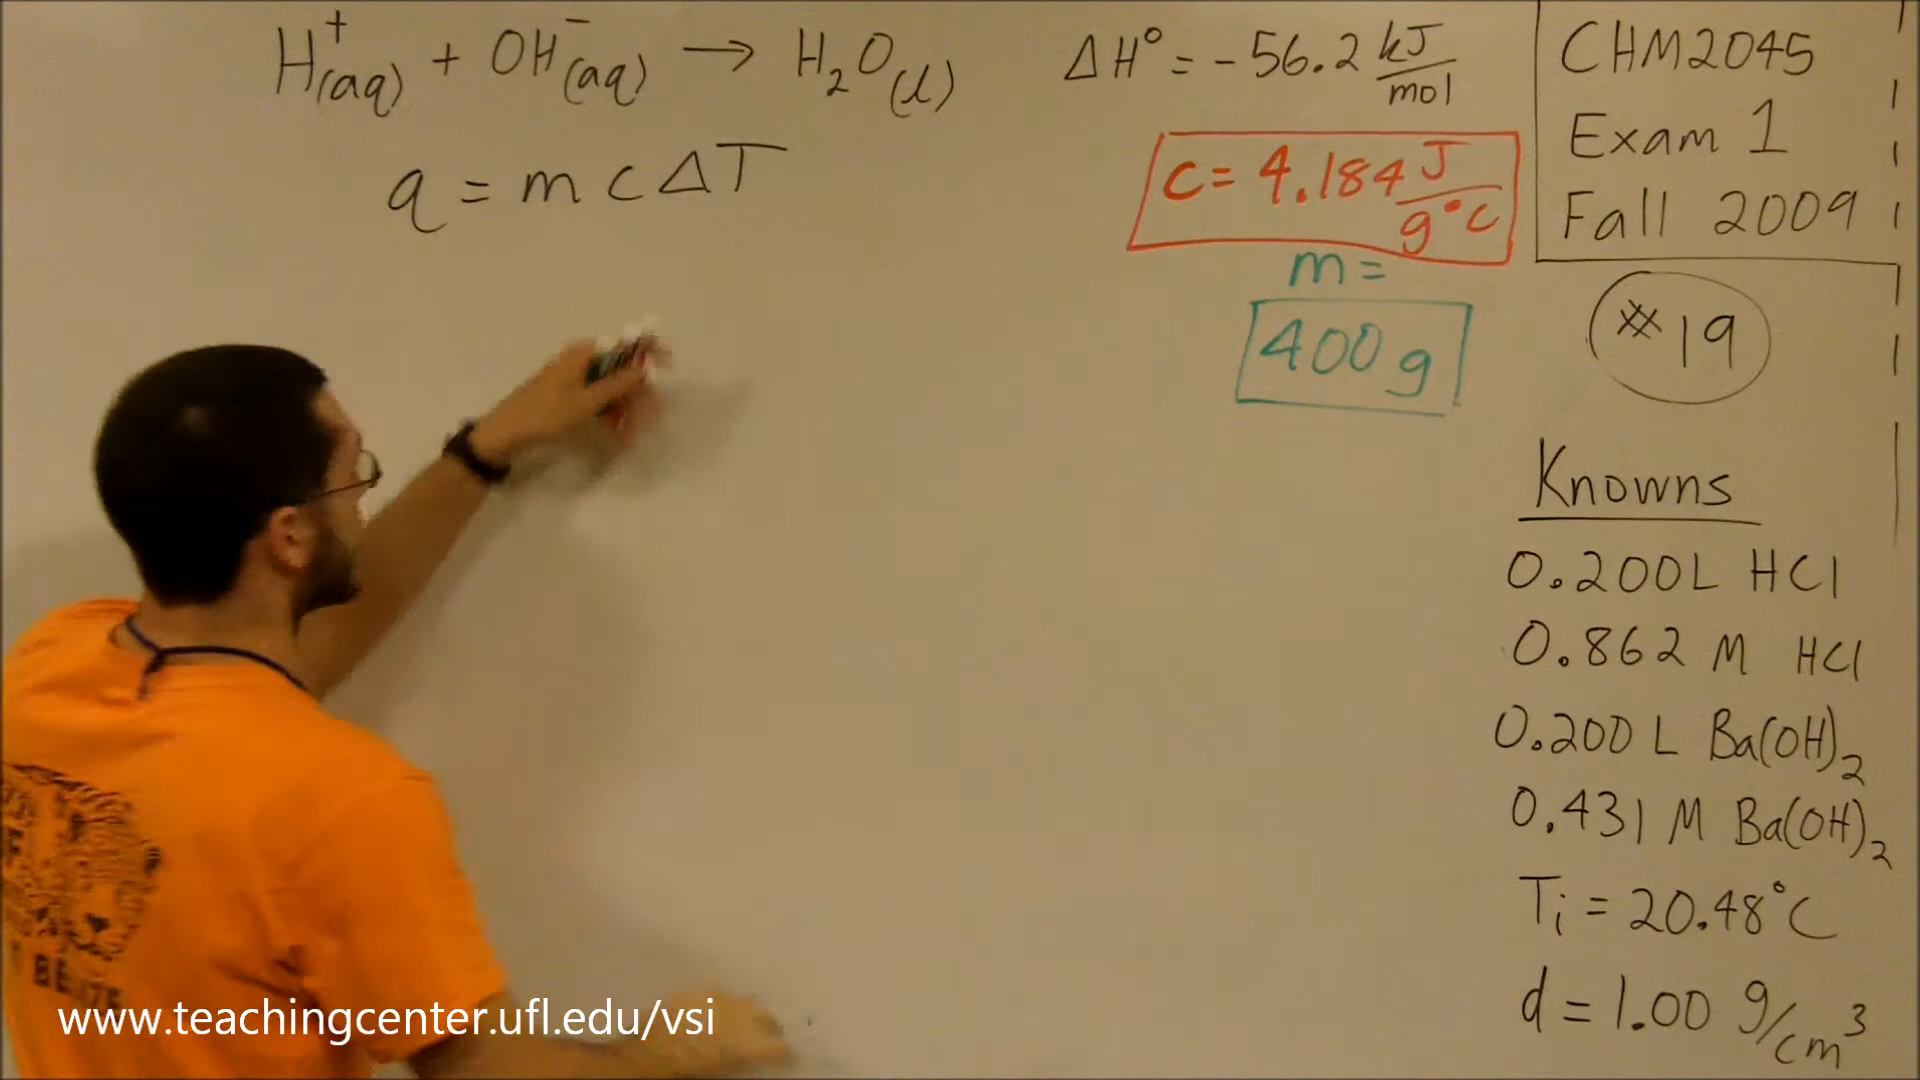 H⁺(aq) + OH⁻(aq) → H₂O(l) ΔH° = -56.2 kJ/mol
q = m c ΔT
c = 4.184 J/g°C
m =
400 g
CHM2045
Exam 1
Fall 2009
#19
Knowns
0.200L HCl
0.862 M HCl
0.200 L Ba(OH)₂
0.431 M Ba(OH)₂
Ti = 20.48°C
d = 1.00 g/cm³
www.teachingcenter.ufl.edu/vsi